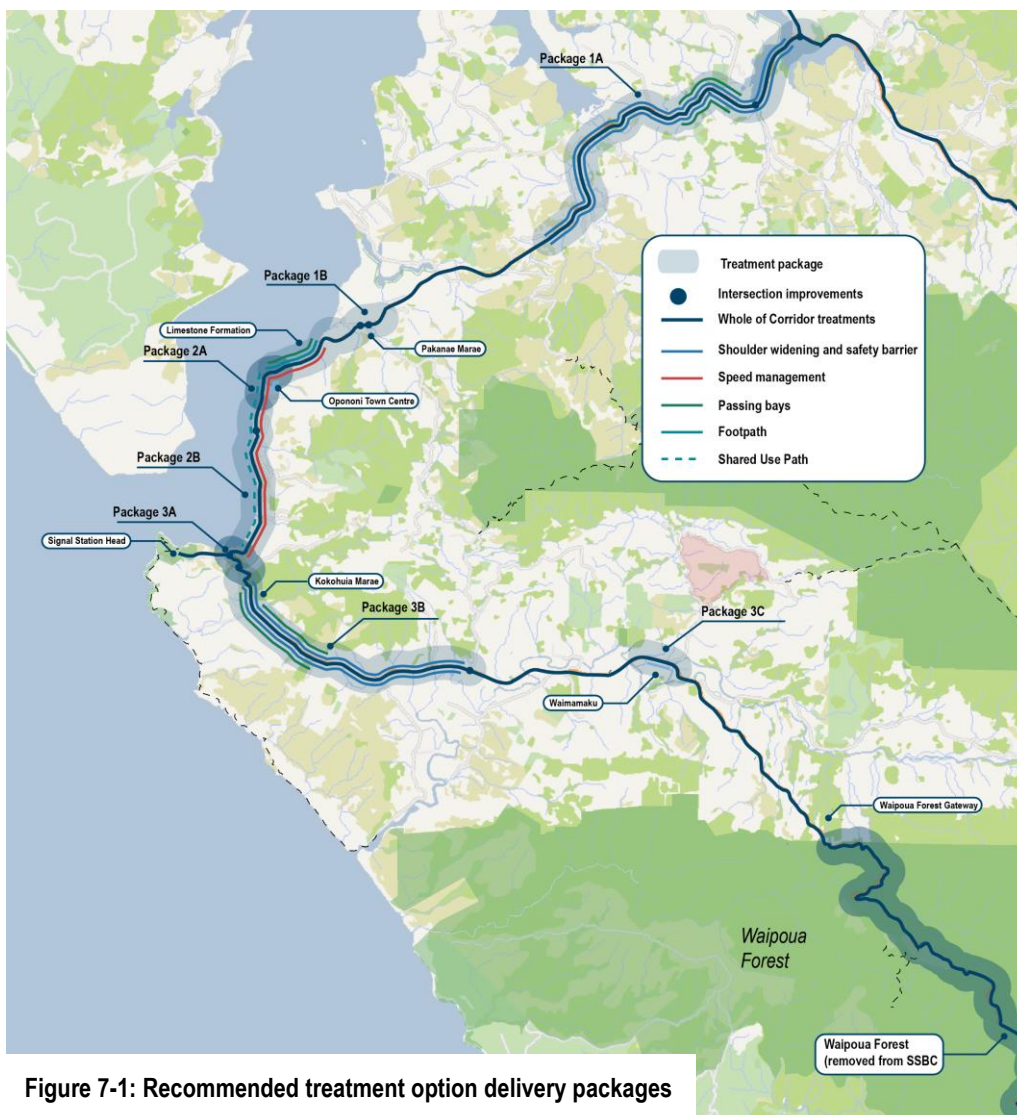 Package 1A
Treatment package
Intersection improvements
Whole of Corridor treatments
Shoulder widening and safety barrier
Speed management
Passing bays
Footpath
Shared Use Path
Package 1B
Limestone Formation
Pakanae Marae
Package 2A
Opononi Town Centre
Package 2B
Package 3A
Signal Station Head
Kokohuia Marae
Package 3B
Package 3C
Waimamaku
Waipoua Forest Gateway
Waipoua
Forest
Waipoua Forest
(removed from SSBC
Figure 7-1: Recommended treatment option delivery packages